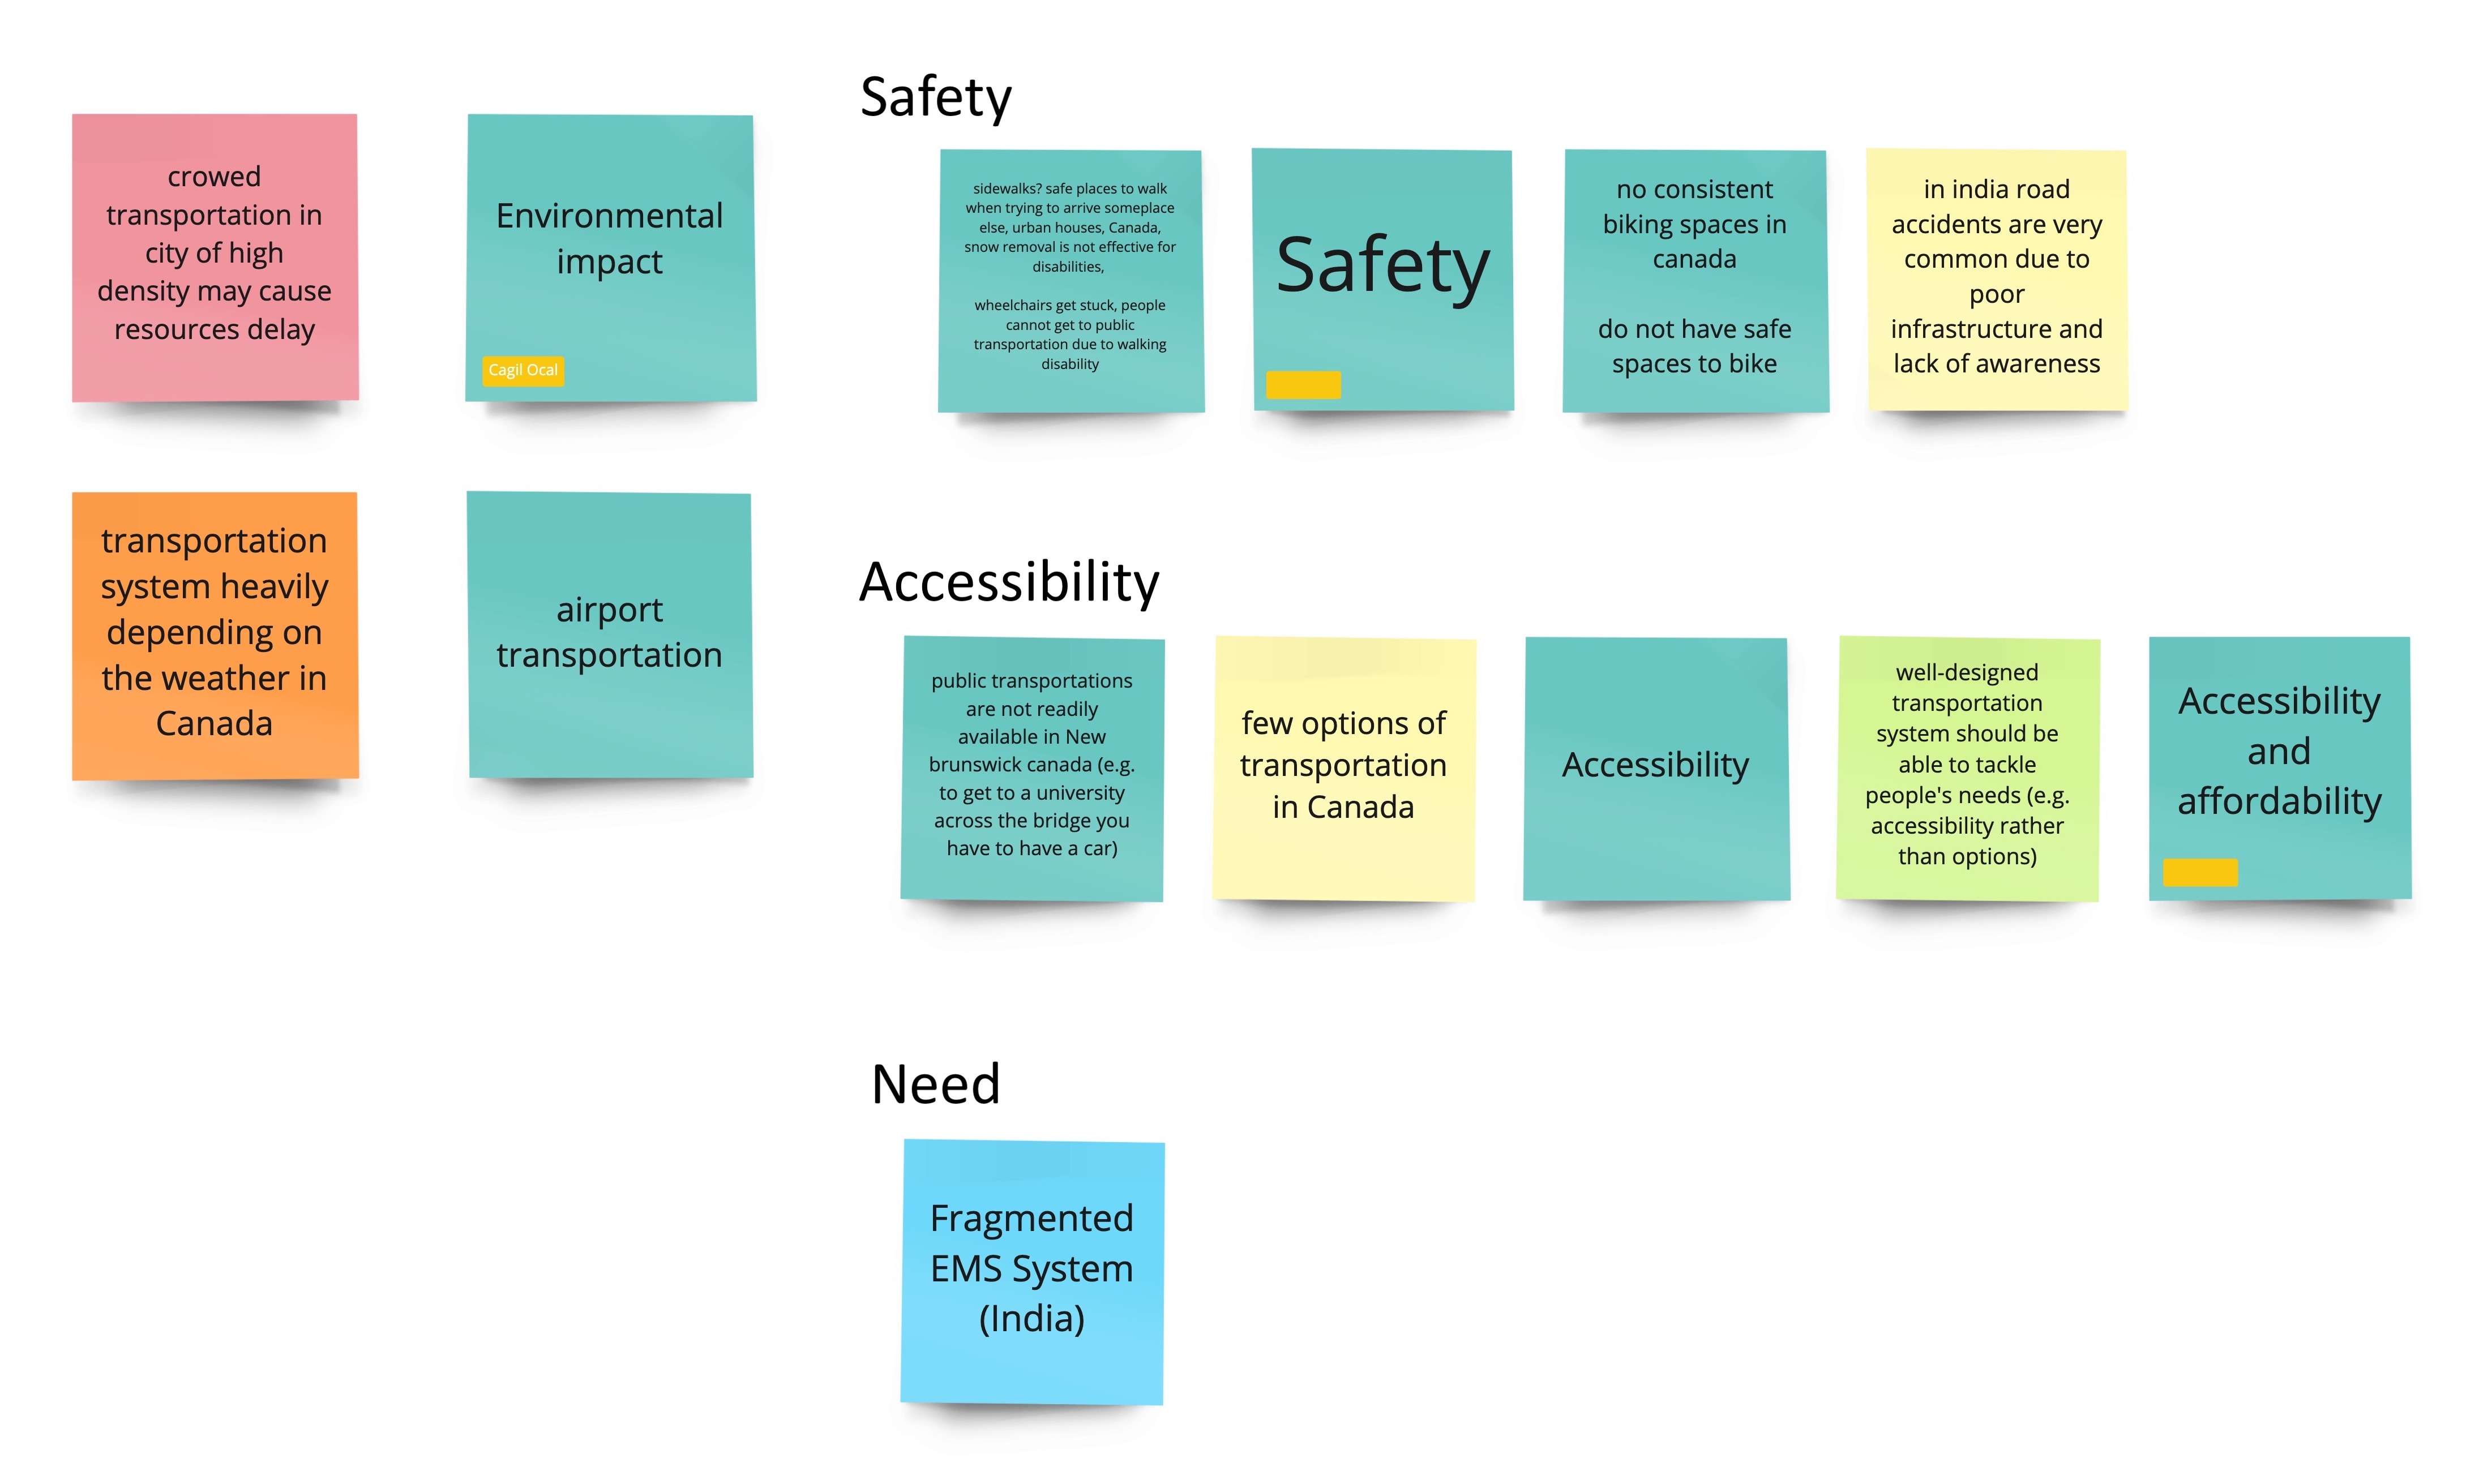 crowed
transportation in
city of high
density may cause
resources delay
Environmental
impact
Cagil Ocal
transportation
system heavily
depending on
the weather in
Canada
airport
transportation
Safety
sidewalks? safe places to walk
when trying to arrive someplace
else, urban houses, Canada,
snow removal is not effective for
disabilities,
wheelchairs get stuck, people
cannot get to public
transportation due to walking
disability
Safety
no consistent
biking spaces in
canada
do not have safe
spaces to bike
in india road
accidents are very
common due to
poor
infrastructure and
lack of awareness
Accessibility
public transportations
are not readily
available in New
brunswick canada (e.g.
to get to a university
across the bridge you
have to have a car)
few options of
transportation
in Canada
Accessibility
well-designed
transportation
system should be
able to tackle
people's needs (e.g.
accessibility rather
than options)
Accessibility
and
affordability
Need
Fragmented
EMS System
(India)